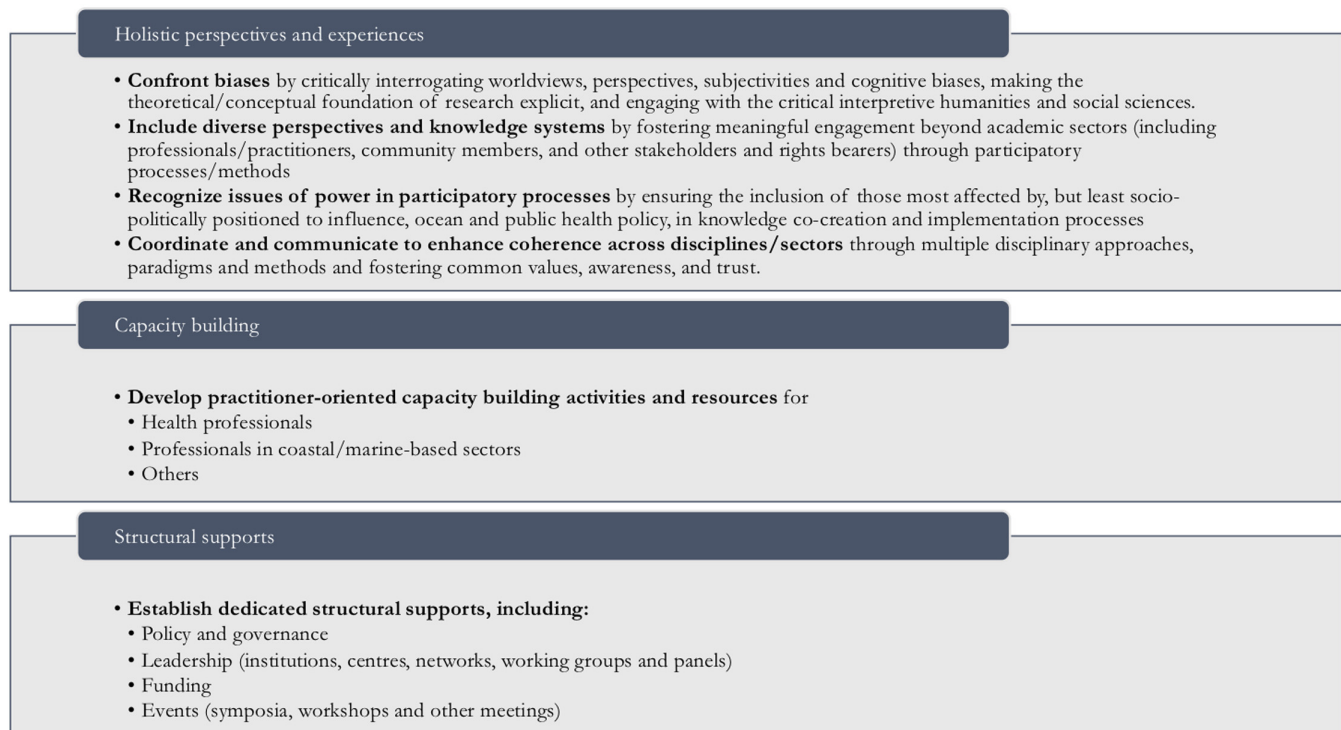 Holistic perspectives and experiences
• Confront biases by critically interrogating worldviews, perspectives, subjectivities and cognitive biases, making the
theoretical/conceptual foundation of research explicit, and engaging with the critical interpretive humanities and social sciences.
• Include diverse perspectives and knowledge systems by fostering meaningful engagement beyond academic sectors (including
professionals/practitioners, community members, and other stakeholders and rights bearers) through participatory
processes/methods
• Recognize issues of power in participatory processes by ensuring the inclusion of those most affected by, but least socio-
politically positioned to influence, ocean and public health policy, in knowledge co-creation and implementation processes
• Coordinate and communicate to enhance coherence across disciplines/sectors through multiple disciplinary approaches,
paradigms and methods and fostering common values, awareness, and trust.
Capacity building
• Develop practitioner-oriented capacity building activities and resources for
• Health professionals
• Professionals in coastal/marine-based sectors
• Others
Structural supports
• Establish dedicated structural supports, including:
• Policy and governance
• Leadership (institutions, centres, networks, working groups and panels)
• Funding
• Events (symposia, workshops and other meetings)